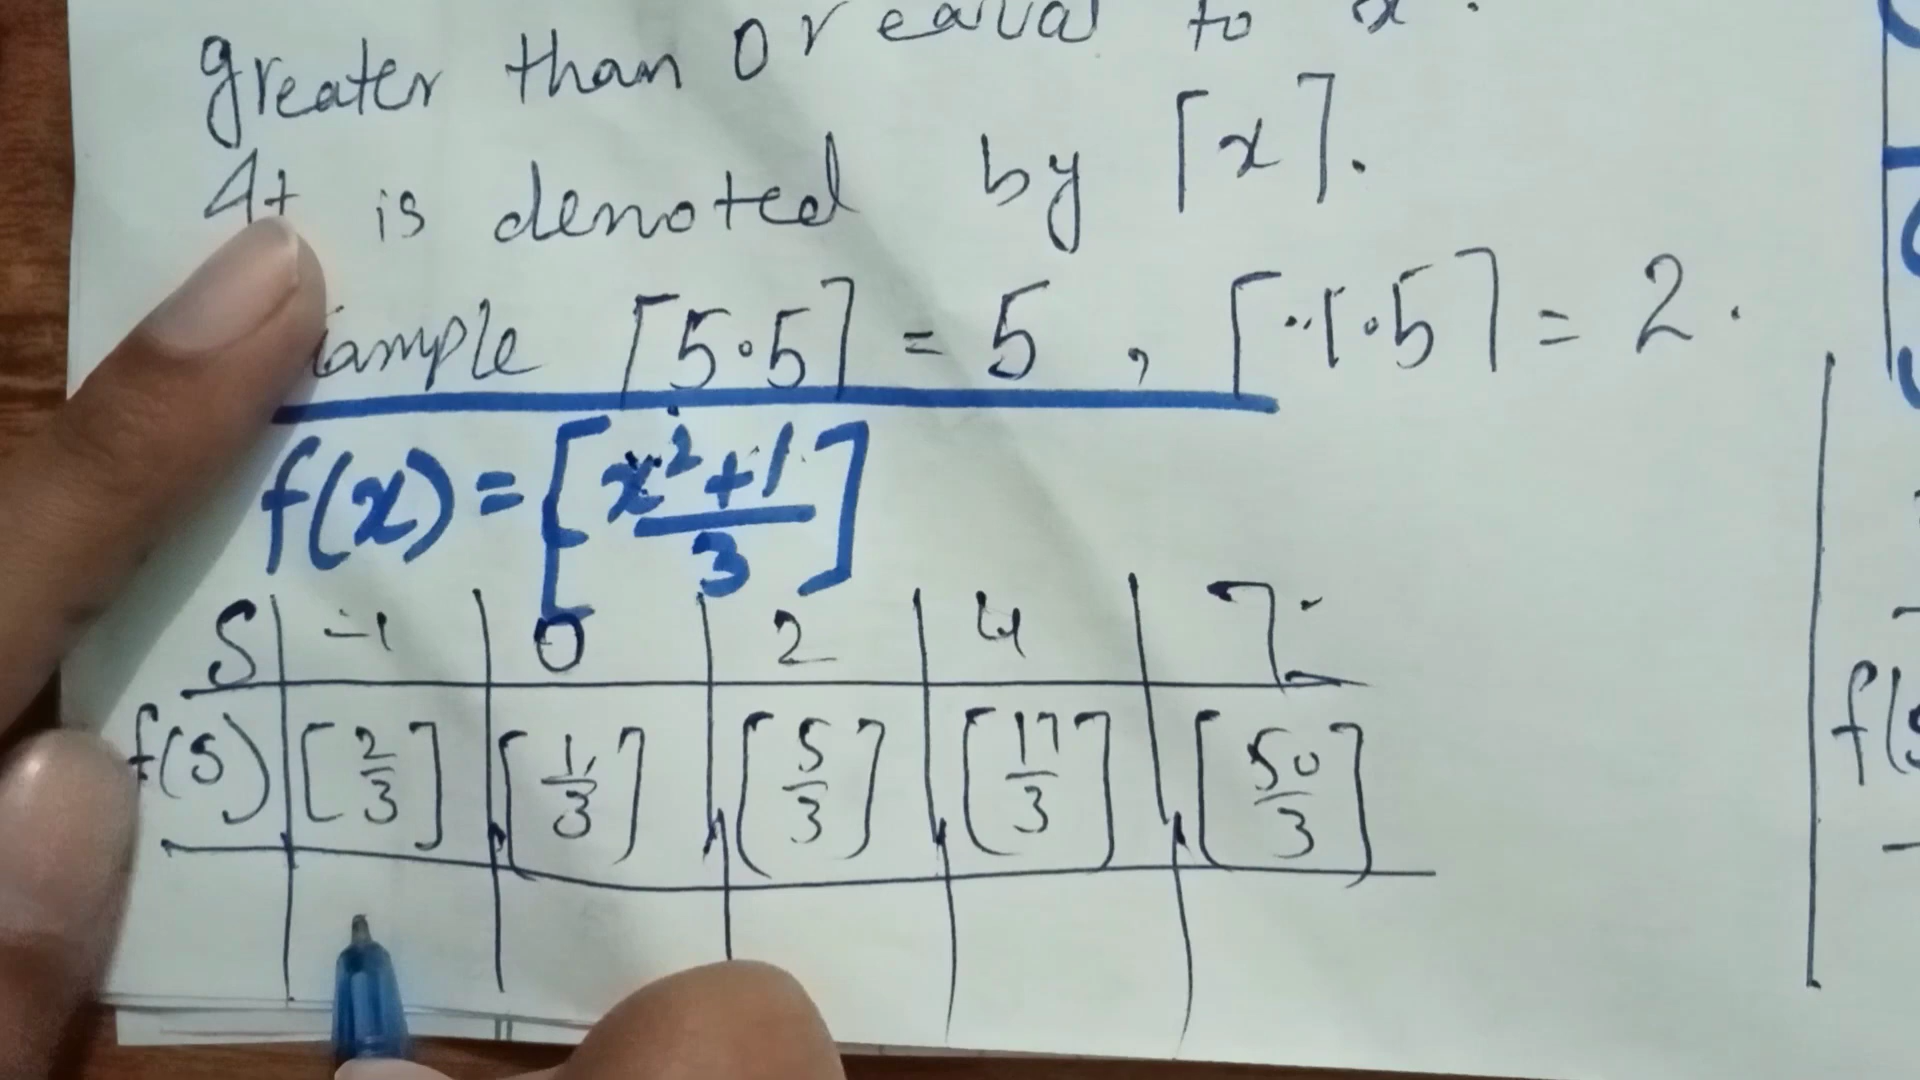 greater than or equal to x.
It is denoted by ⌈x⌉.
ample ⌈5.5⌉ = 5 , ⌈-1.5⌉ = 2.
f(x) = [x²+1/3]
S -1 0 2 4 7
f(S) [2/3] [1/3] [5/3] [17/3] [50/3]